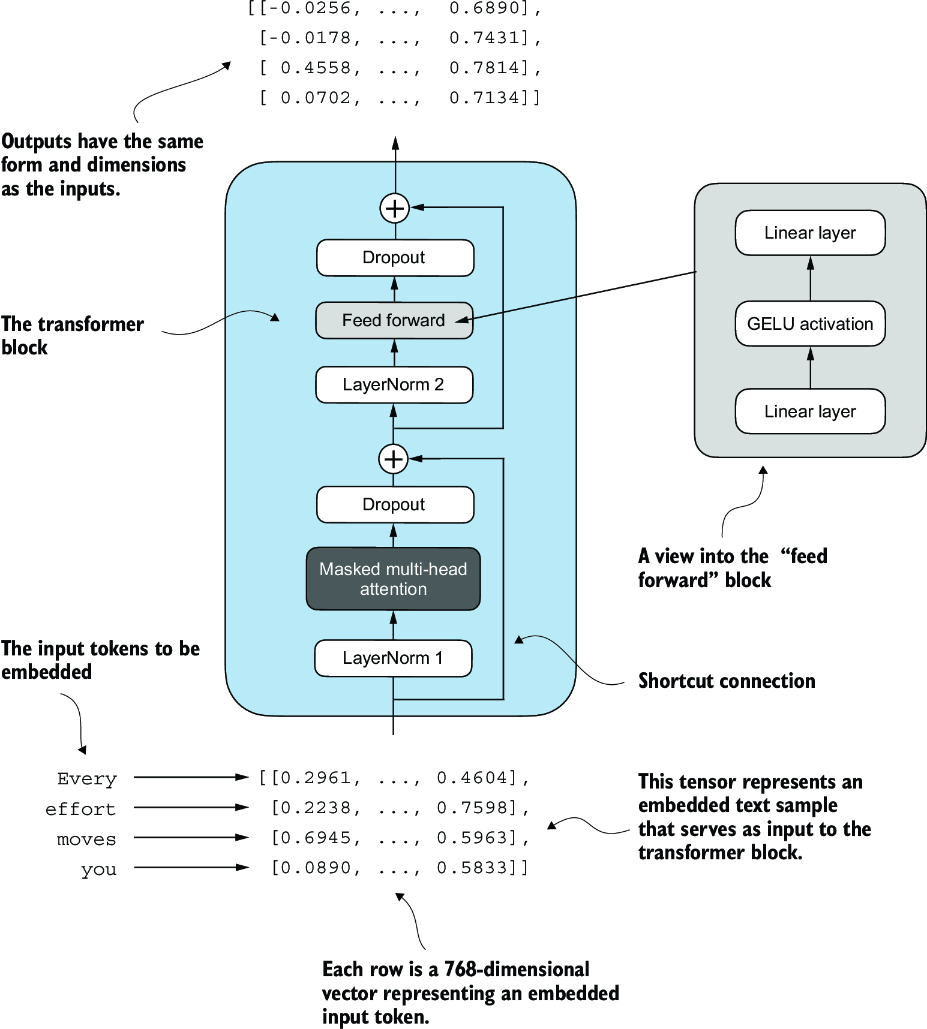 [[-0.0256, ..., 0.6890],
[-0.0178, ..., 0.7431],
[ 0.4558, ..., 0.7814],
[ 0.0702, ..., 0.7134]]
Outputs have the same
form and dimensions
as the inputs.
+
Dropout
Feed forward
LayerNorm 2
+
Dropout
Masked multi-head
attention
LayerNorm 1
The transformer
block
Linear layer
GELU activation
Linear layer
A view into the “feed
forward” block
Shortcut connection
The input tokens to be
embedded
Every [[0.2961, ..., 0.4604],
effort [0.2238, ..., 0.7598],
moves [0.6945, ..., 0.5963],
you [0.0890, ..., 0.5833]]
This tensor represents an
embedded text sample
that serves as input to the
transformer block.
Each row is a 768-dimensional
vector representing an embedded
input token.